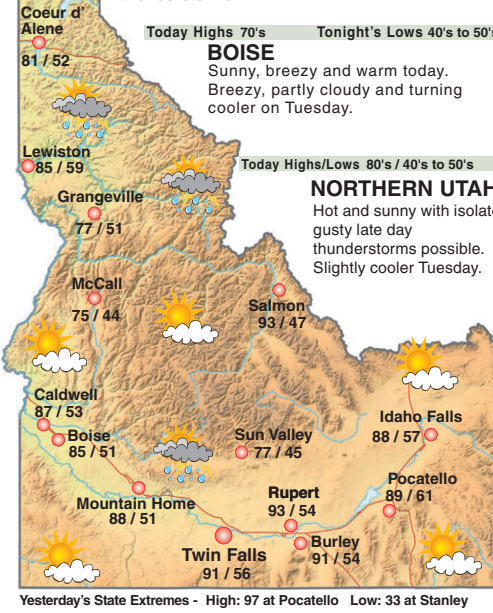 Coeur d'
Alene
81 / 52
Today Highs 70's Tonight's Lows 40's to 50's
BOISE
Sunny, breezy and warm today.
Breezy, partly cloudy and turning
cooler on Tuesday.
Lewiston
85 / 59
Today Highs/Lows 80's / 40's to 50's
NORTHERN UTAH
Hot and sunny with isolate
gusty late day
thunderstorms possible.
Slightly cooler Tuesday.
Grangeville
77 / 51
McCall
75 / 44
Salmon
93 / 47
Caldwell
87 / 53
Boise
85 / 51
Sun Valley
77 / 45
Idaho Falls
88 / 57
Mountain Home
88 / 51
Rupert
93 / 54
Pocatello
89 / 61
Twin Falls
91 / 56
Burley
91 / 54
Yesterday's State Extremes - High: 97 at Pocatello Low: 33 at Stanley